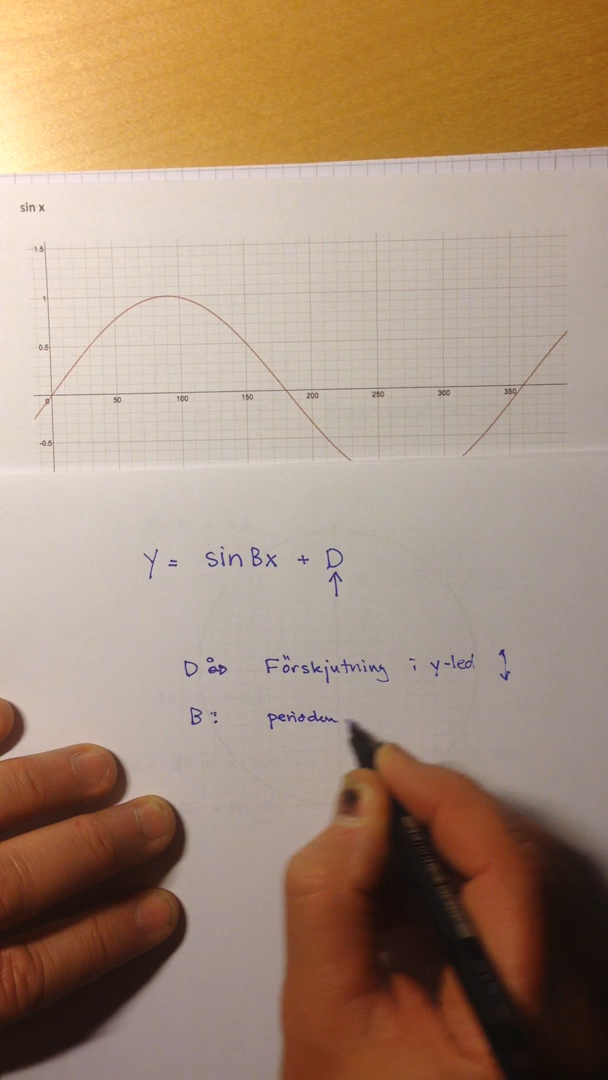 sin x
1.5
1
0.5
0 50 100 150 200 250 300 350
-0.5
y = sin Bx + D
D: Förskjutning i y-led
B: perioden